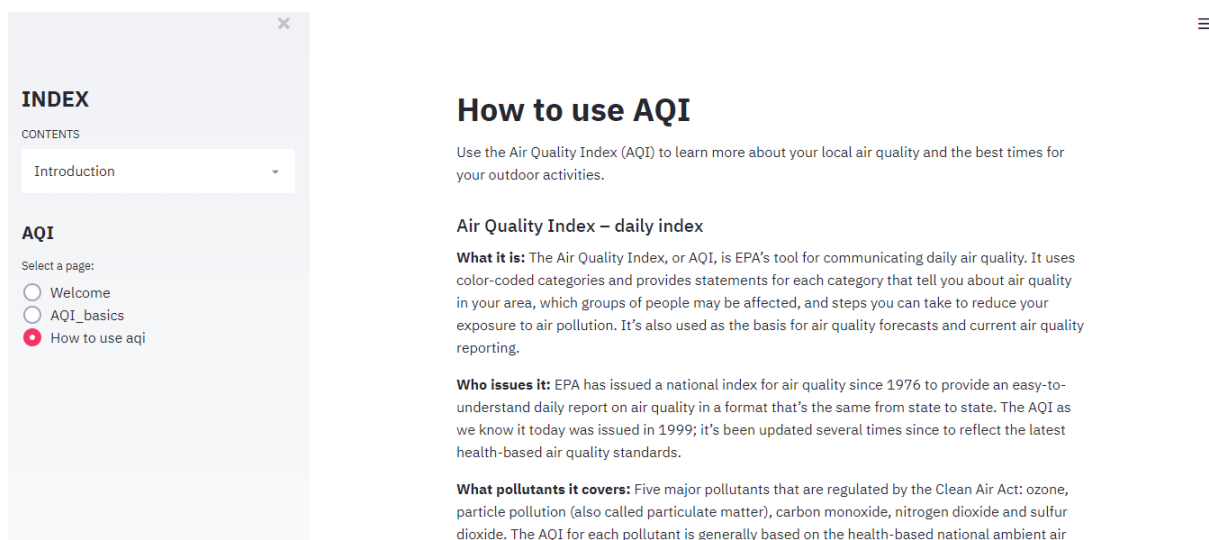 INDEX
CONTENTS
Introduction
AQI
Select a page:
Welcome
AQI_basics
How to use aqi
How to use AQI
Use the Air Quality Index (AQI) to learn more about your local air quality and the best times for
your outdoor activities.
Air Quality Index – daily index
What it is: The Air Quality Index, or AQI, is EPA’s tool for communicating daily air quality. It uses
color-coded categories and provides statements for each category that tell you about air quality
in your area, which groups of people may be affected, and steps you can take to reduce your
exposure to air pollution. It’s also used as the basis for air quality forecasts and current air quality
reporting.
Who issues it: EPA has issued a national index for air quality since 1976 to provide an easy-to-
understand daily report on air quality in a format that’s the same from state to state. The AQI as
we know it today was issued in 1999; it’s been updated several times since to reflect the latest
health-based air quality standards.
What pollutants it covers: Five major pollutants that are regulated by the Clean Air Act: ozone,
particle pollution (also called particulate matter), carbon monoxide, nitrogen dioxide and sulfur
dioxide. The AQI for each pollutant is generally based on the health-based national ambient air